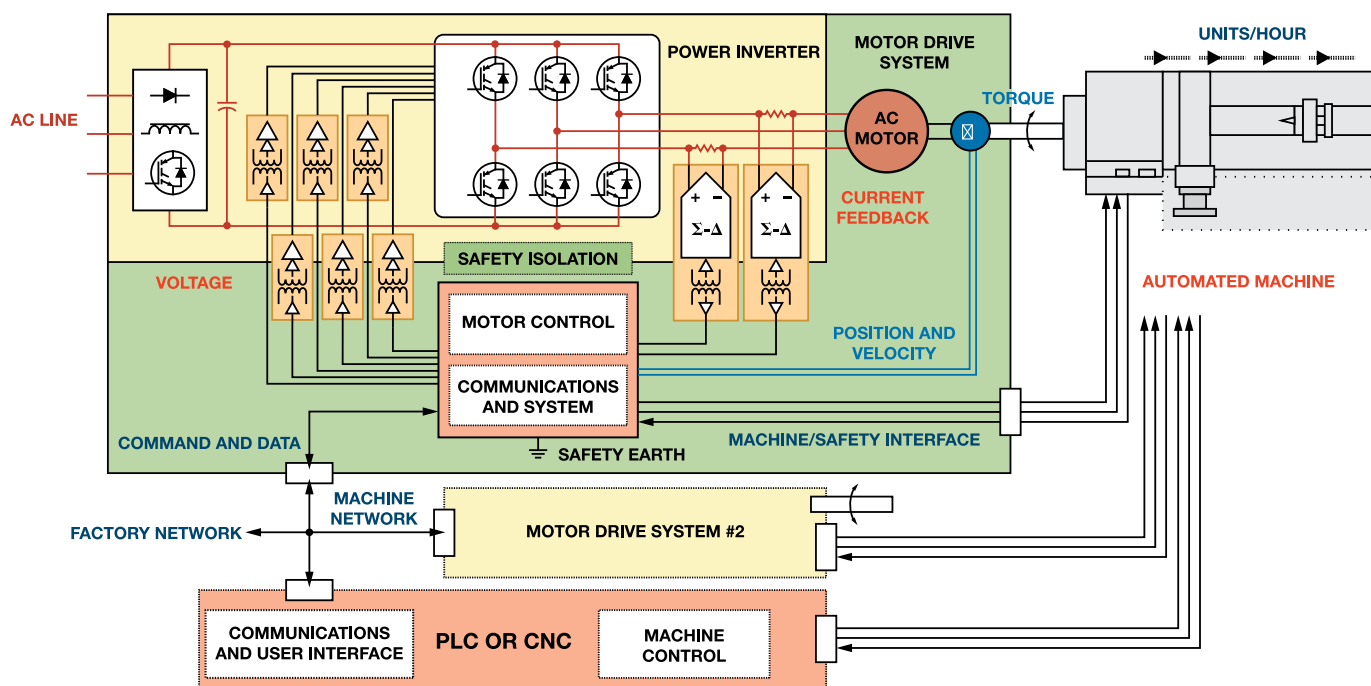 POWER INVERTER
MOTOR DRIVE
SYSTEM
UNITS/HOUR
AC LINE
TORQUE
AC
MOTOR
+ −
Σ-Δ
+ −
Σ-Δ
CURRENT
FEEDBACK
SAFETY ISOLATION
VOLTAGE
AUTOMATED MACHINE
MOTOR CONTROL
POSITION AND
VELOCITY
COMMUNICATIONS
AND SYSTEM
COMMAND AND DATA
SAFETY EARTH
MACHINE/SAFETY INTERFACE
MACHINE
NETWORK
FACTORY NETWORK
MOTOR DRIVE SYSTEM #2
COMMUNICATIONS
AND USER INTERFACE
PLC OR CNC
MACHINE
CONTROL